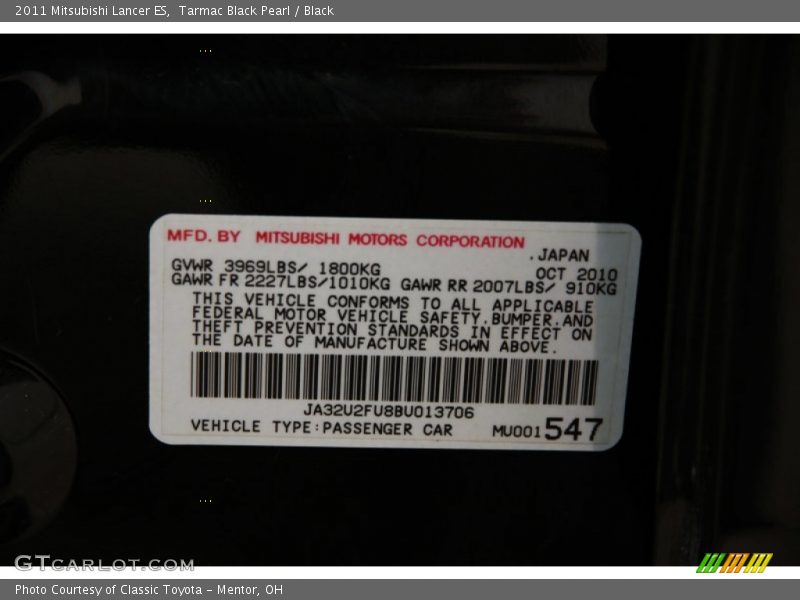 2011 Mitsubishi Lancer ES,  Tarmac Black Pearl / Black
MFD. BY MITSUBISHI MOTORS CORPORATION
.JAPAN
GVWR 3969LBS/ 1800KG OCT 2010
GAWR FR 2227LBS/1010KG GAWR RR 2007LBS/ 910KG
THIS VEHICLE CONFORMS TO ALL APPLICABLE
FEDERAL MOTOR VEHICLE SAFETY.BUMPER.AND
THEFT PREVENTION STANDARDS IN EFFECT ON
THE DATE OF MANUFACTURE SHOWN ABOVE.
JA32U2FU8BU013706
VEHICLE TYPE:PASSENGER CAR MU001547
GTCARLOT.COM
Photo Courtesy of Classic Toyota - Mentor, OH